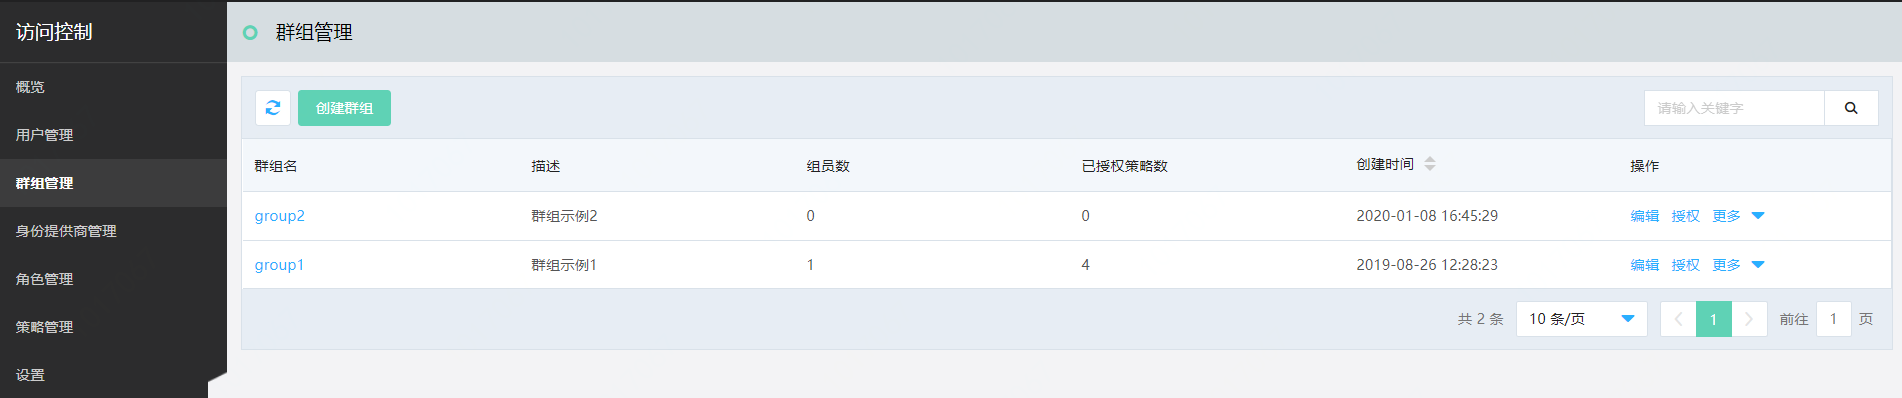 访问控制
概览
用户管理
群组管理
身份提供商管理
角色管理
策略管理
设置
群组管理
创建群组
请输入关键字
群组名 描述 组员数 已授权策略数 创建时间 操作
group2 群组示例2 0 0 2020-01-08 16:45:29 编辑 授权 更多
group1 群组示例1 1 4 2019-08-26 12:28:23 编辑 授权 更多
共 2 条 10 条/页 1 前往 1 页